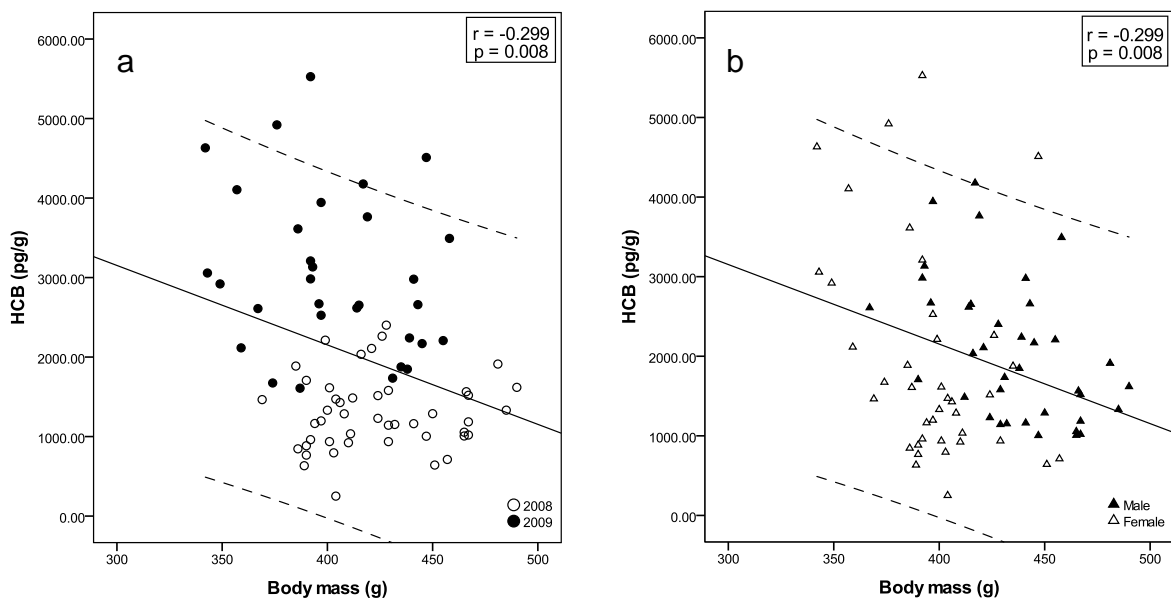 a
r = -0.299
p = 0.008
6000.00
5000.00
4000.00
3000.00
2000.00
1000.00
0.00
HCB (pg/g)
2008
2009
300 350 400 450 500
Body mass (g)
b
r = -0.299
p = 0.008
6000.00
5000.00
4000.00
3000.00
2000.00
1000.00
0.00
HCB (pg/g)
Male
Female
300 350 400 450 500
Body mass (g)